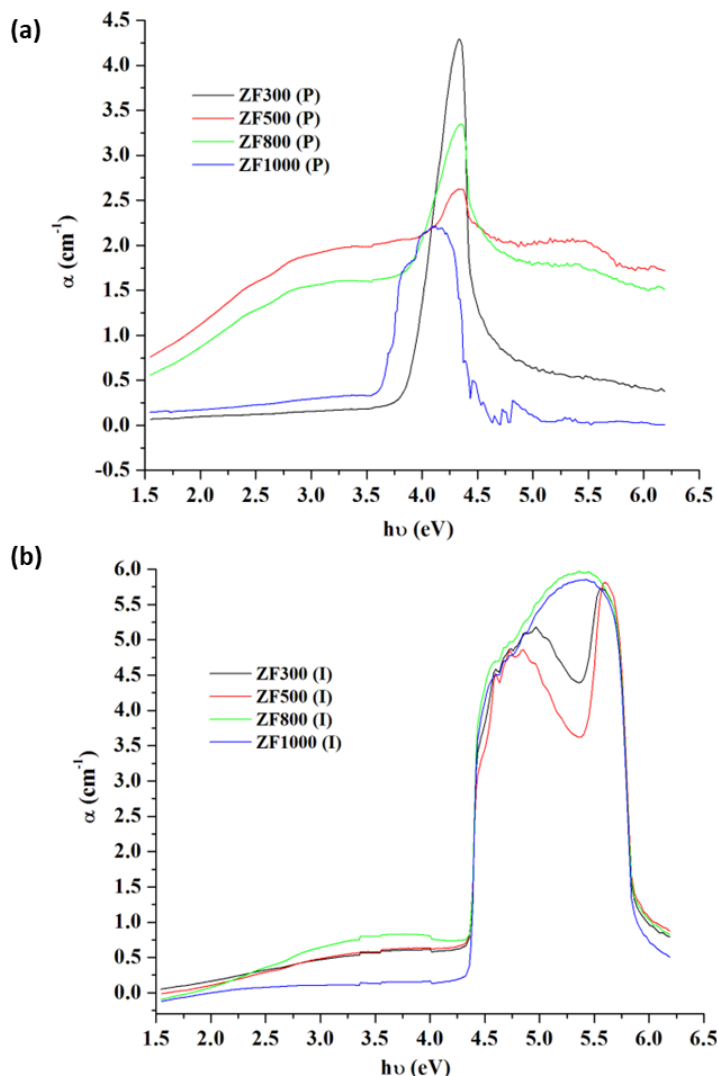 (a)
4.5
4.0
3.5
3.0
2.5
2.0
1.5
1.0
0.5
0.0
-0.5
α (cm-1)
ZF300 (P)
ZF500 (P)
ZF800 (P)
ZF1000 (P)
1.5 2.0 2.5 3.0 3.5 4.0 4.5 5.0 5.5 6.0 6.5
hυ (eV)
(b)
6.0
5.5
5.0
4.5
4.0
3.5
3.0
2.5
2.0
1.5
1.0
0.5
0.0
α (cm-1)
ZF300 (I)
ZF500 (I)
ZF800 (I)
ZF1000 (I)
1.5 2.0 2.5 3.0 3.5 4.0 4.5 5.0 5.5 6.0 6.5
hυ (eV)